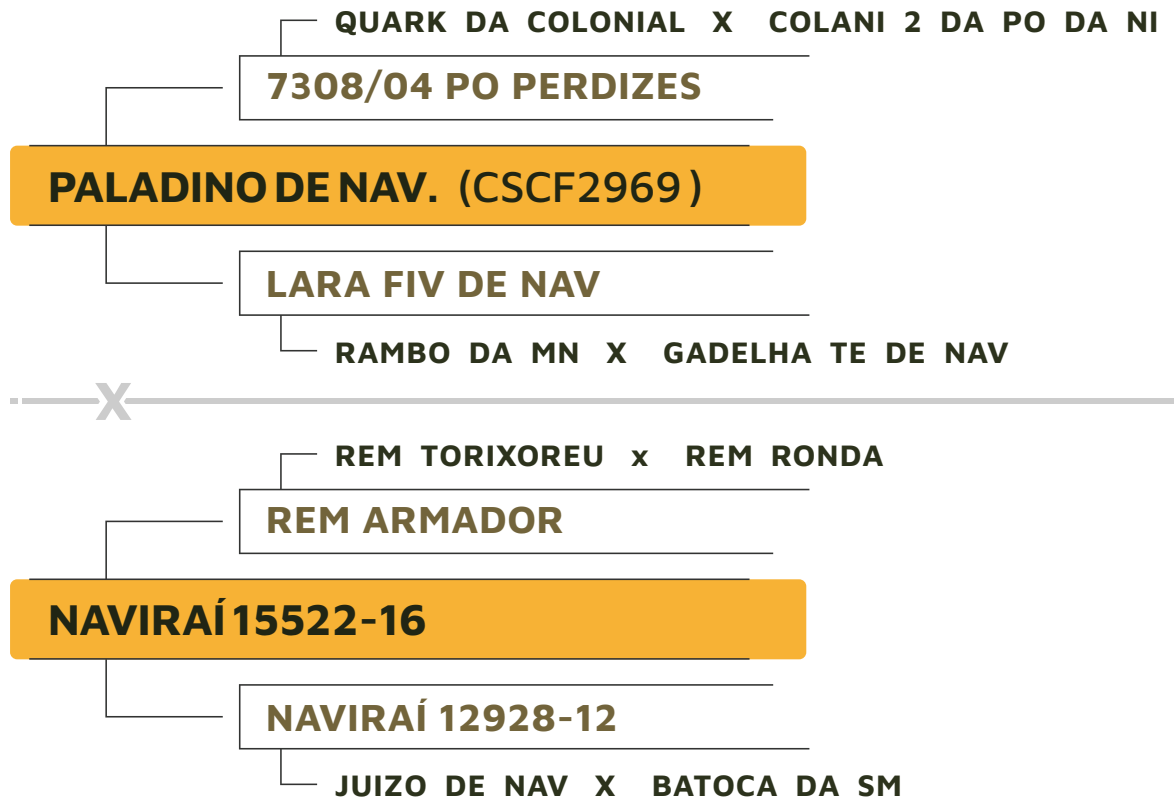 QUARK DA COLONIAL X COLANI 2 DA PO DA NI
7308/04 PO PERDIZES
PALADINO DE NAV. (CSCF2969 )
LARA FIV DE NAV
RAMBO DA MN X GADELHA TE DE NAV
X
REM TORIXOREU x REM RONDA
REM ARMADOR
NAVIRAÍ 15522-16
NAVIRAÍ 12928-12
JUIZO DE NAV X BATOCA DA SM